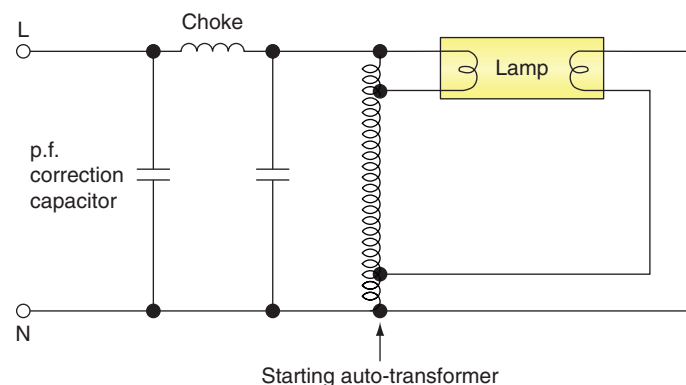 L
Choke
Lamp
p.f.
correction
capacitor
N
Starting auto-transformer